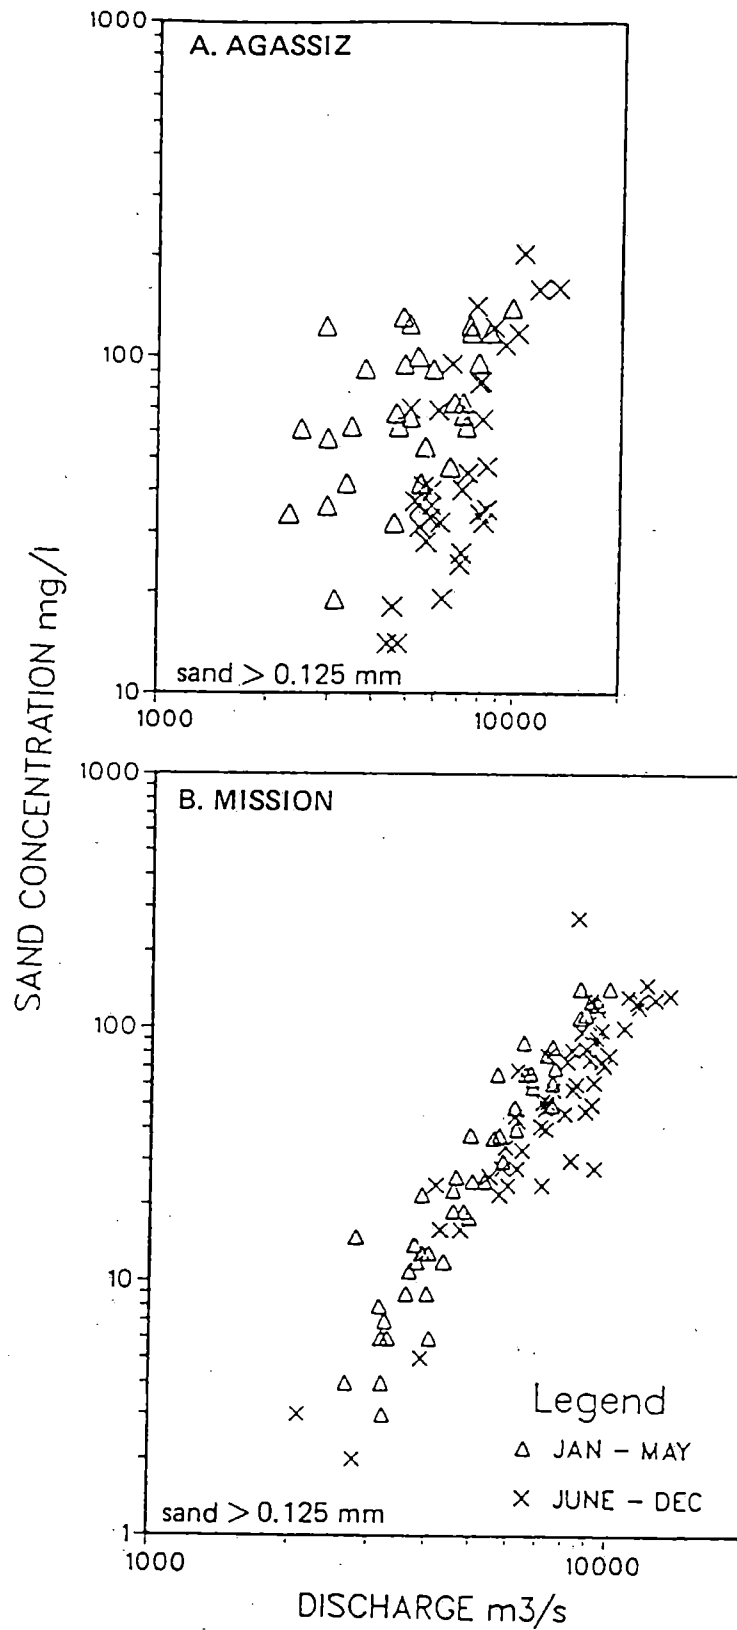 1000
A. AGASSIZ
100
sand > 0.125 mm
10
1000
10000
SAND CONCENTRATION mg/l
1000
B. MISSION
100
10
Legend
△ JAN – MAY
× JUNE – DEC
sand > 0.125 mm
1
1000
10000
DISCHARGE m3/s